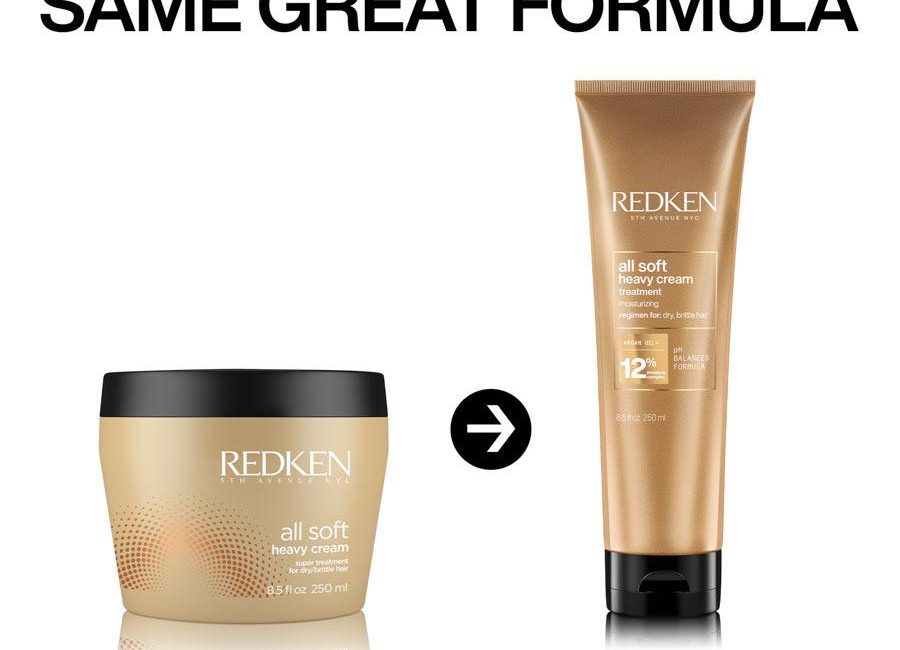 SAME GREAT FORMULA
REDKEN
5TH AVENUE NYC
all soft
heavy cream
super treatment
for dry/brittle hair
8.5 fl oz 250 ml
REDKEN
5TH AVENUE NYC
all soft
heavy cream
treatment
moisturizing
regimen for: dry, brittle hair
ARGAN OIL+
12%
moisture
complex
pH
BALANCED
FORMULA
8.5 fl oz 250 ml